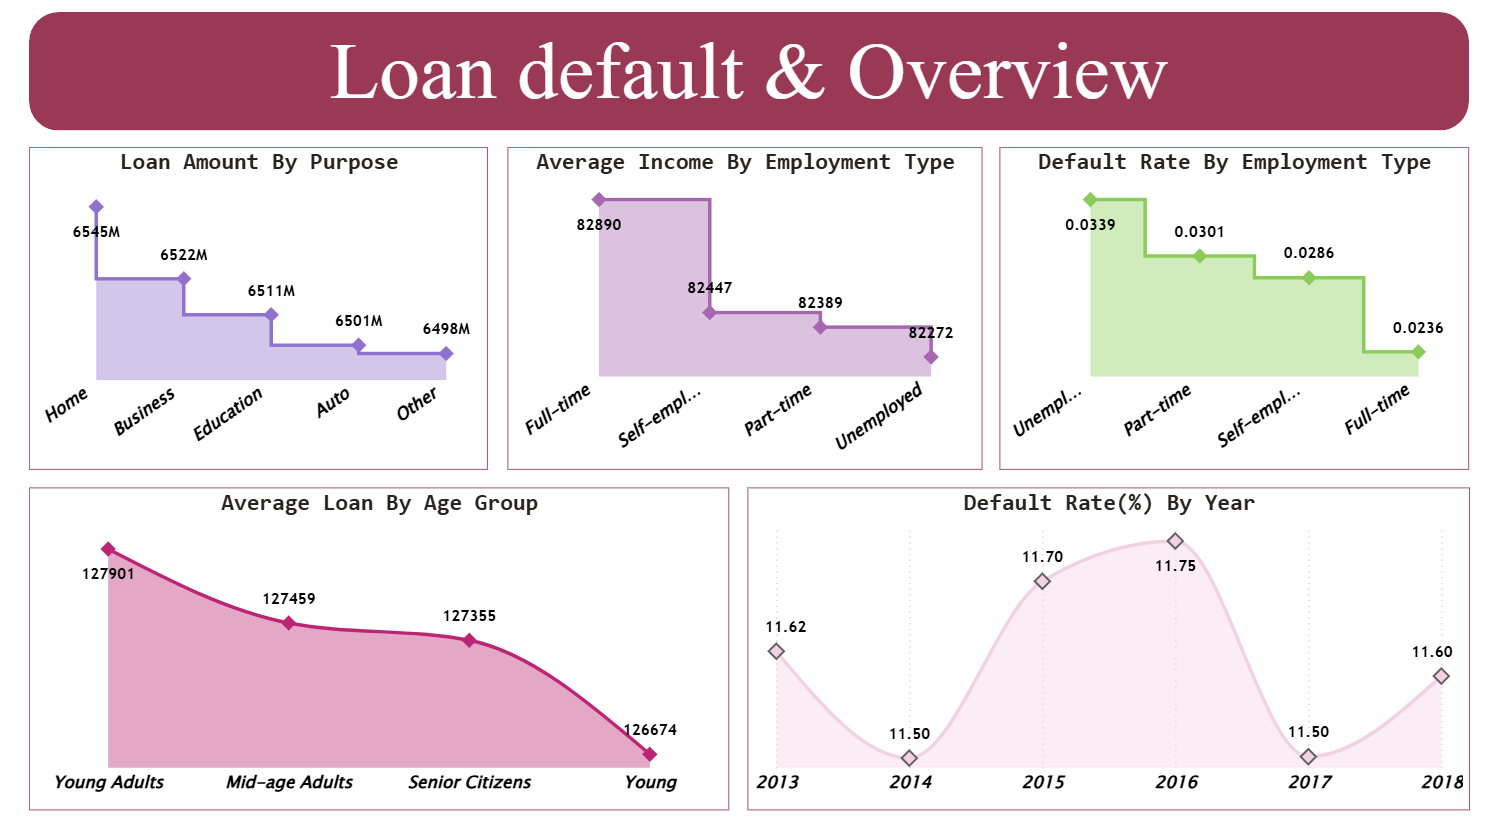 Loan default & Overview
Loan Amount By Purpose
6545M
6522M
6511M
6501M
6498M
Home
Business
Education
Auto
Other
Average Income By Employment Type
82890
82447
82389
82272
Full-time
Self-empl...
Part-time
Unemployed
Default Rate By Employment Type
0.0339
0.0301
0.0286
0.0236
Unempl...
Part-time
Self-empl...
Full-time
Average Loan By Age Group
127901
127459
127355
126674
Young Adults
Mid-age Adults
Senior Citizens
Young
Default Rate(%) By Year
11.62
11.50
11.70
11.75
11.50
11.60
2013
2014
2015
2016
2017
2018